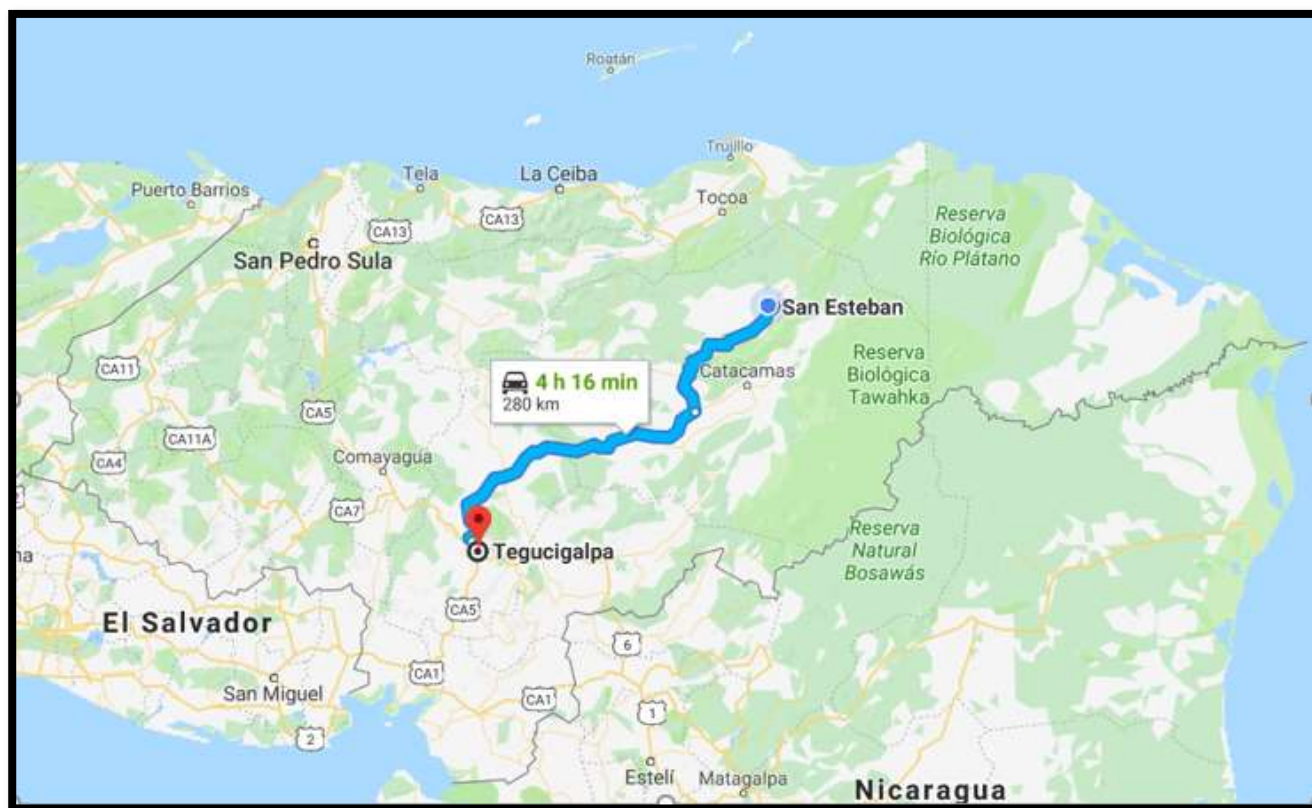 Roatán
Trujillo
Tela
La Ceiba
Puerto Barrios
Tocoa
CA13
CA13
Reserva
Biológica
Río Plátano
San Pedro Sula
San Esteban
Reserva
Biológica
Tawahka
CA11
4 h 16 min
280 km
Catacamas
CA5
CA11A
Comayagua
CA4
CA7
Reserva
Natural
Bosawás
Tegucigalpa
CA5
El Salvador
6
San Miguel
CA1
CA1
1
2
Estelí
Matagalpa
Nicaragua